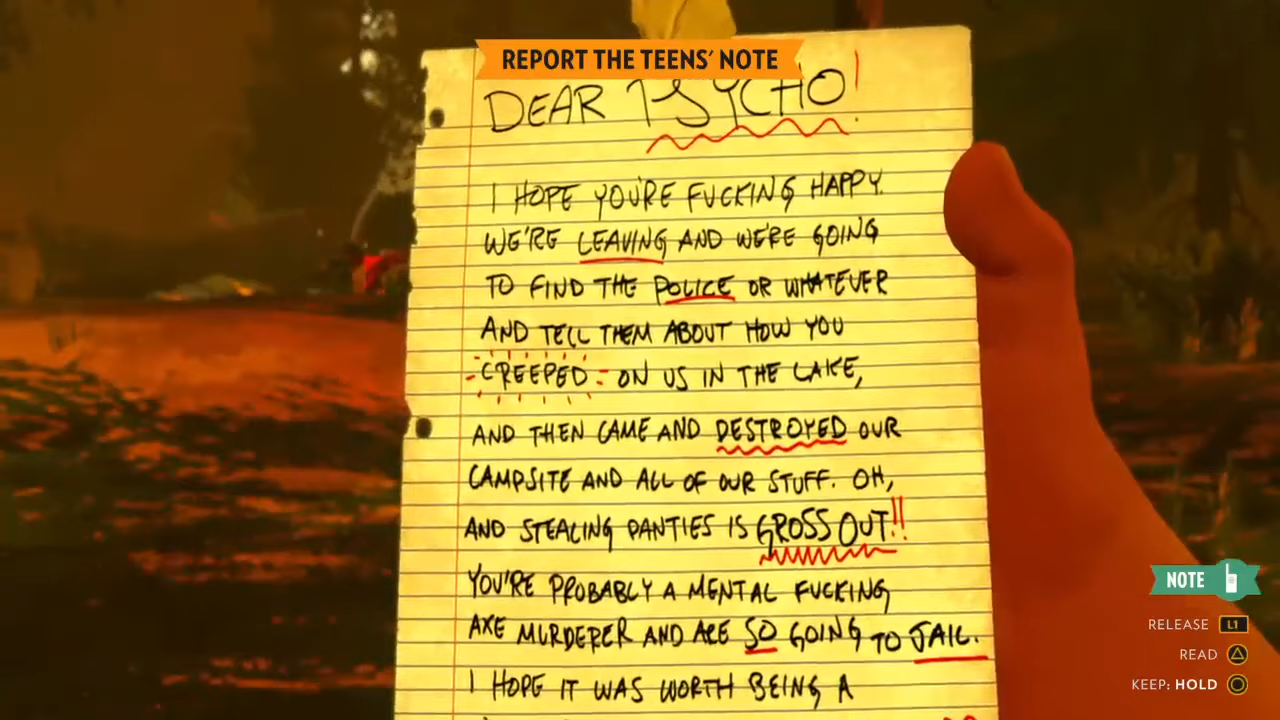 REPORT THE TEENS' NOTE
DEAR PSYCHO!
I HOPE YOU'RE FUCKING HAPPY.
WE'RE LEAVING AND WE'RE GOING
TO FIND THE POLICE OR WHATEVER
AND TELL THEM ABOUT HOW YOU
CREEPED ON US IN THE LAKE,
AND THEN CAME AND DESTROYED OUR
CAMPSITE AND ALL OF OUR STUFF. OH,
AND STEALING PANTIES IS GROSS OUT!!
YOU'RE PROBABLY A MENTAL FUCKING
AXE MURDERER AND ARE SO GOING TO JAIL.
I HOPE IT WAS WORTH BEING A
NOTE
RELEASE L1
READ
KEEP: HOLD